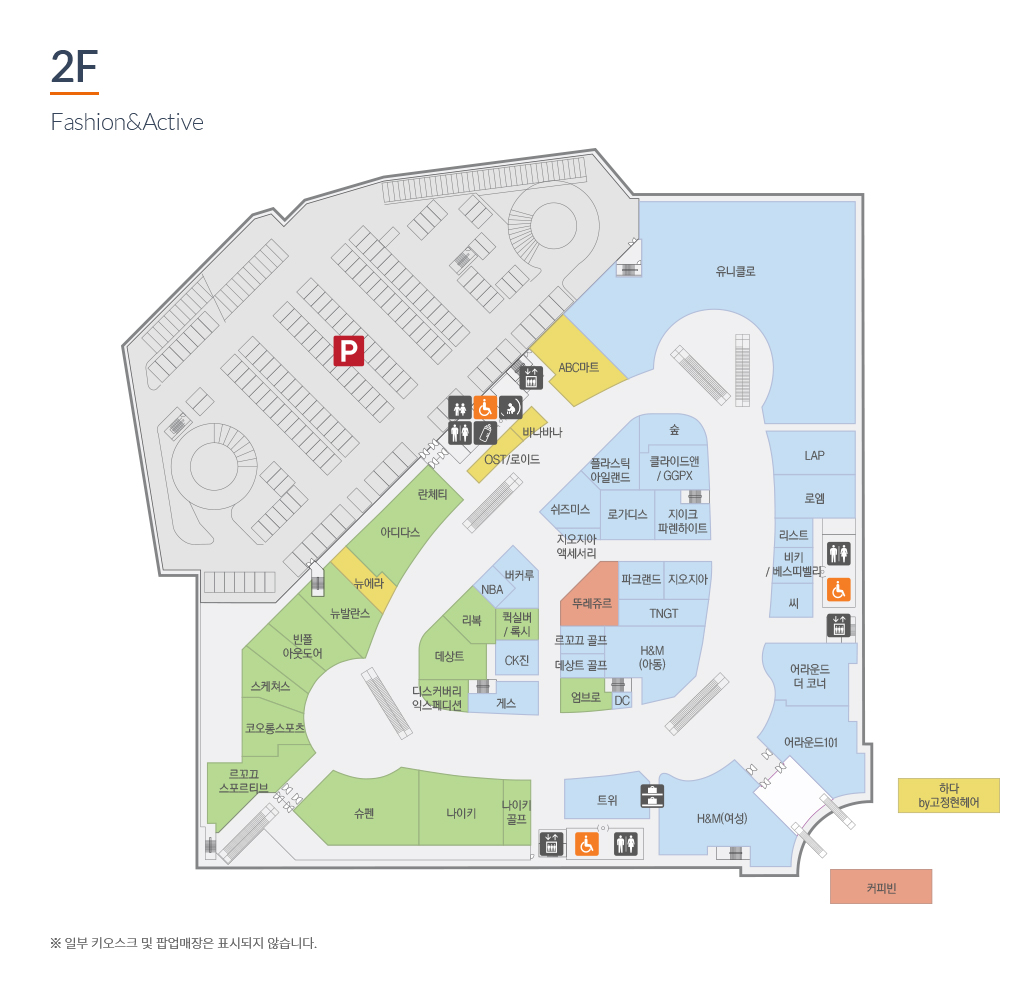 2F
Fashion&Active
유니클로
P
ABC마트
바나바나
OST/로이드
숲
플라스틱
아일랜드
클라이드앤
/ GGPX
LAP
란체티
로엠
쉬즈미스
로가디스
지이크
파렌하이트
아디다스
리스트
지오지아
액세서리
비키
/ 베스띠벨리
버커루
뉴에라
NBA
파크랜드
지오지아
씨
뚜레쥬르
뉴발란스
TNGT
리복
퀵실버
/ 록시
빈폴
아웃도어
르꼬끄 골프
H&M
(아동)
데상트
CK진
데상트 골프
어라운드
더 코너
스케쳐스
디스커버리
익스페디션
게스
엄브로
DC
코오롱스포츠
어라운드101
르꼬끄
스포르티브
하다
by고정현헤어
나이키
골프
트위
슈펜
나이키
H&M(여성)
커피빈
※ 일부 키오스크 및 팝업매장은 표시되지 않습니다.